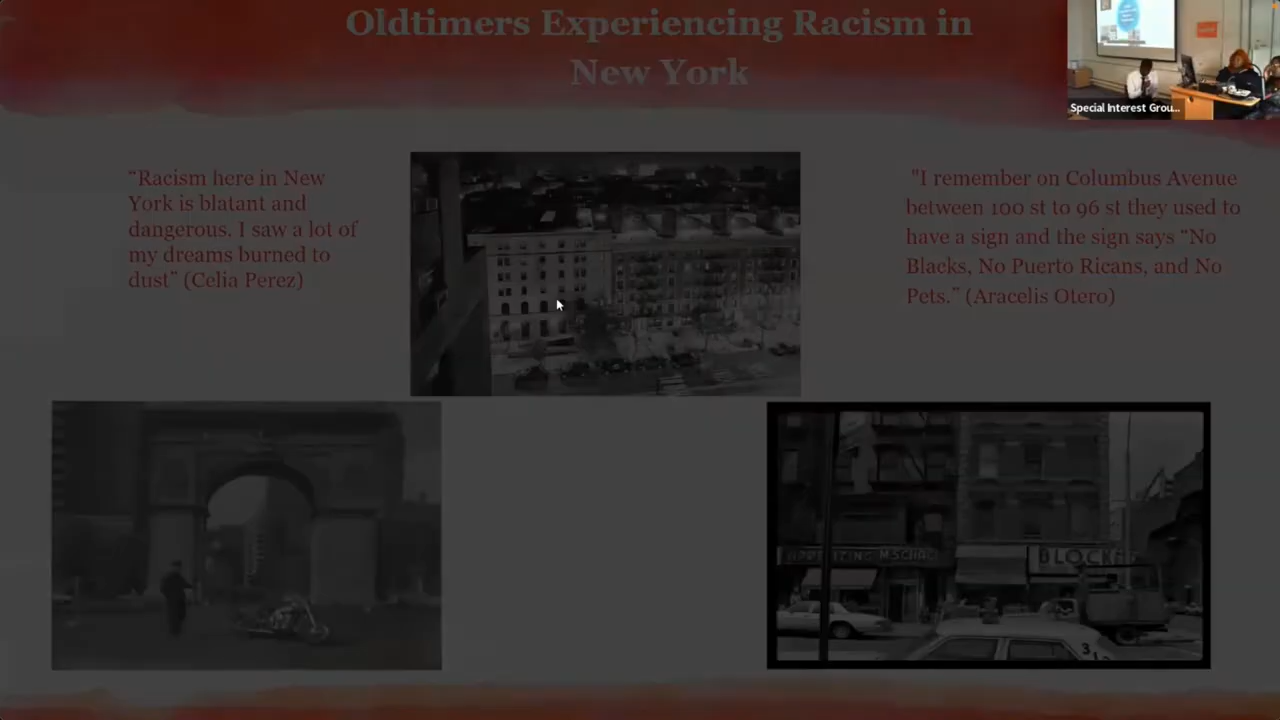 Oldtimers Experiencing Racism in
New York
Special Interest Grou...
“Racism here in New
York is blatant and
dangerous. I saw a lot of
my dreams burned to
dust” (Celia Perez)
"I remember on Columbus Avenue
between 100 st to 96 st they used to
have a sign and the sign says “No
Blacks, No Puerto Ricans, and No
Pets.” (Aracelis Otero)
APPETIZING M.SCHAC
BLOCK